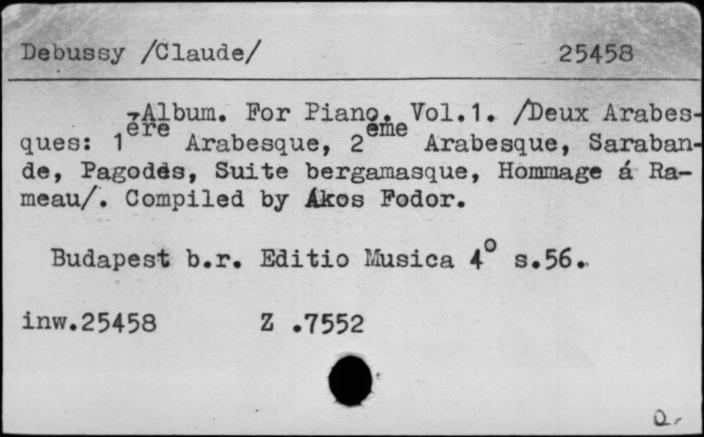 Debussy /Claude/ 25458
-Album. For Piano. Vol.1. /Deux Arabes-
ques: 1ère Arabesque, 2ème Arabesque, Saraban-
de, Pagodes, Suite bergamasque, Hommage á Ra-
meau/. Compiled by Ákos Fodor.
Budapest b.r. Editio Musica 4° s.56.
inw.25458 Z .7552